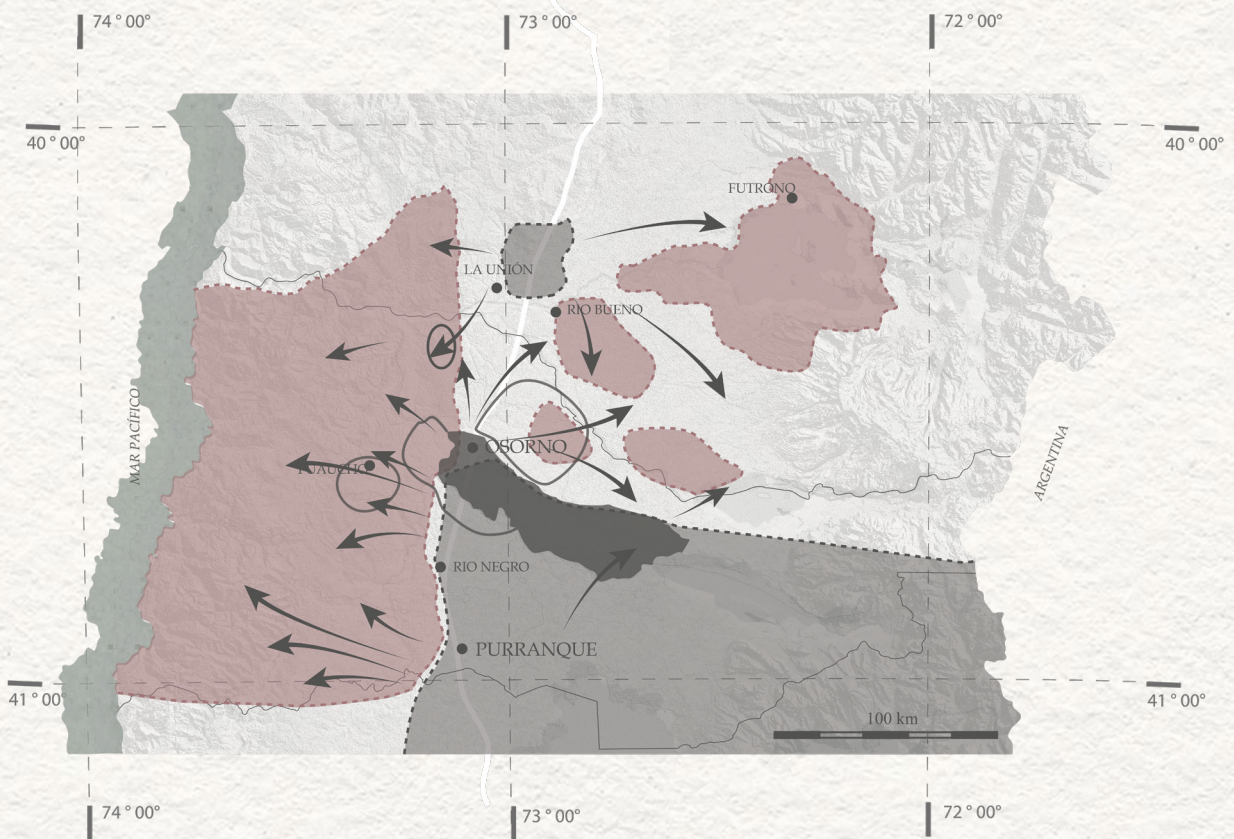 74°00'
73°00'
72°00'
40°00'
40°00'
FUTRONO
LA UNIÓN
RIO BUENO
MAR PACÍFICO
ARGENTINA
OSORNO
RIO NEGRO
PURRANQUE
41°00'
41°00'
100 km
74°00'
73°00'
72°00'